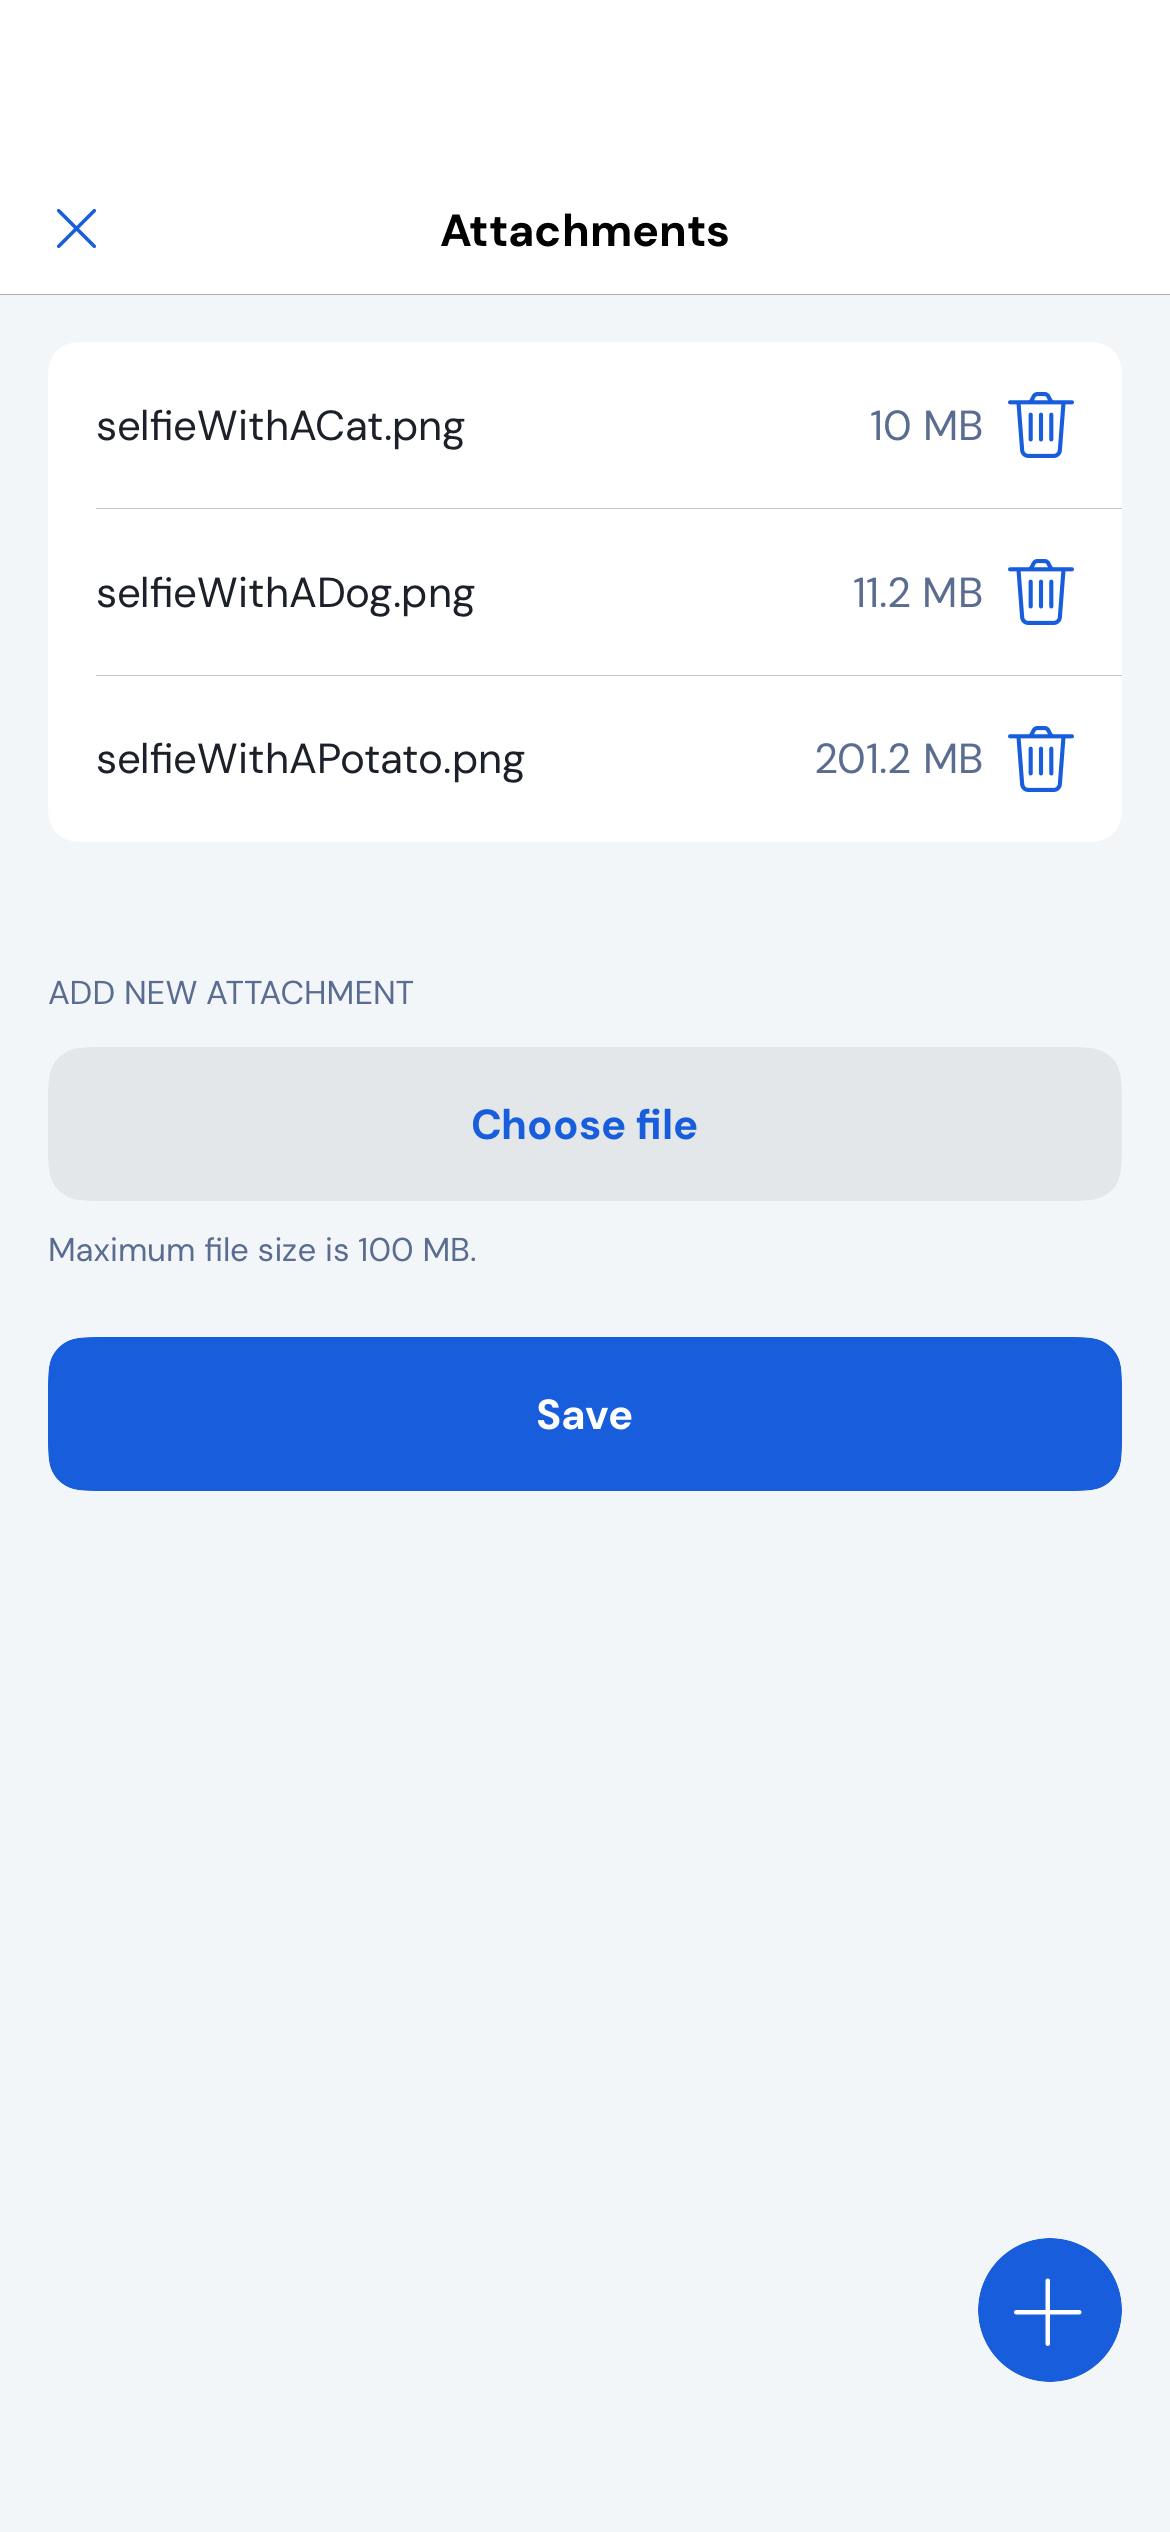 Attachments
selfieWithACat.png 10 MB
selfieWithADog.png 11.2 MB
selfieWithAPotato.png 201.2 MB
ADD NEW ATTACHMENT
Choose file
Maximum file size is 100 MB.
Save